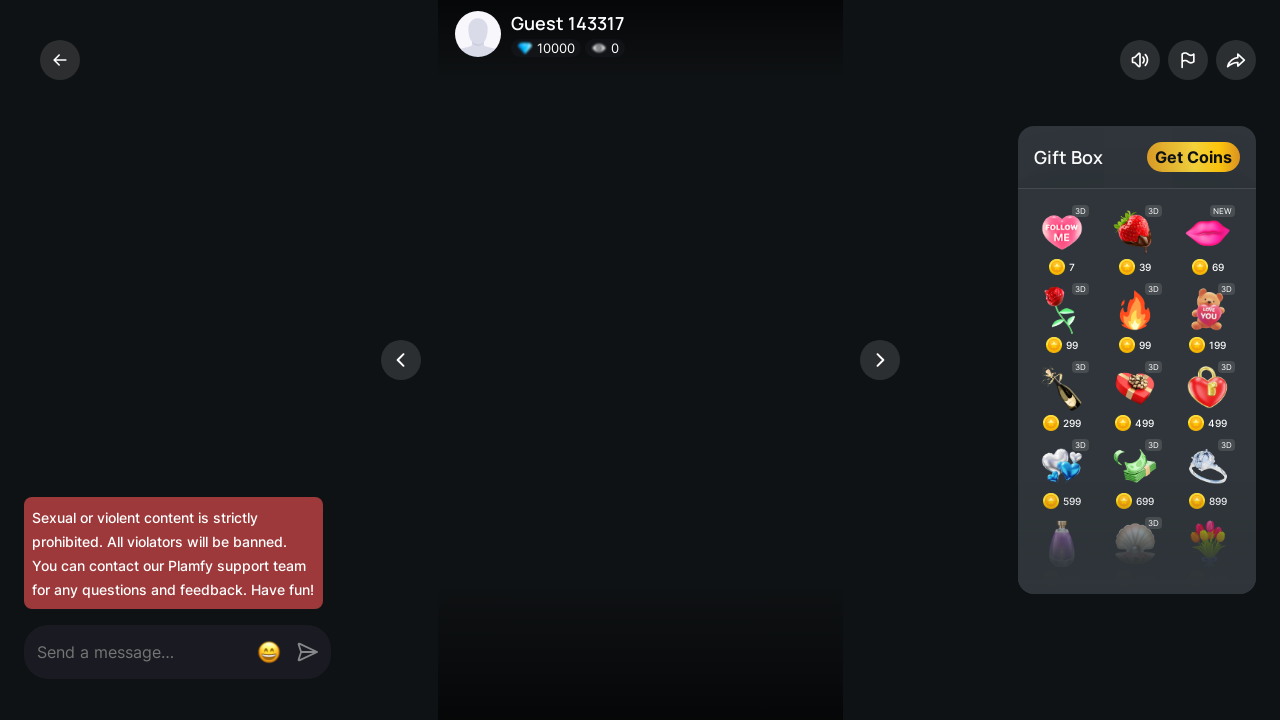 Guest 143317
10000 0
Gift Box
Get Coins
3D 3D NEW
FOLLOW
ME
7 39 69
3D 3D 3D
LOVE
YOU
99 99 199
3D 3D 3D
299 499 499
3D 3D 3D
599 699 899
3D
Sexual or violent content is strictly
prohibited. All violators will be banned.
You can contact our Plamfy support team
for any questions and feedback. Have fun!
Send a message...